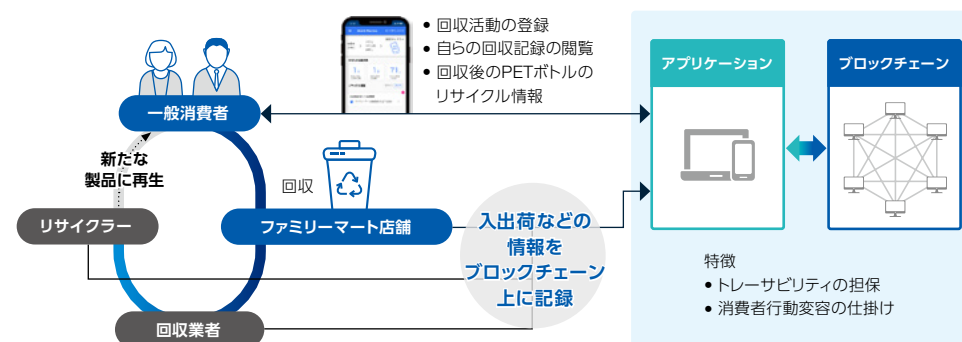 • 回収活動の登録
• 自らの回収記録の閲覧
• 回収後のPETボトルの
リサイクル情報
一般消費者
新たな
製品に再生
回収
リサイクラー
ファミリーマート店舗
回収業者
入出荷などの
情報を
ブロックチェーン
上に記録
アプリケーション
ブロックチェーン
特徴
• トレーサビリティの担保
• 消費者行動変容の仕掛け